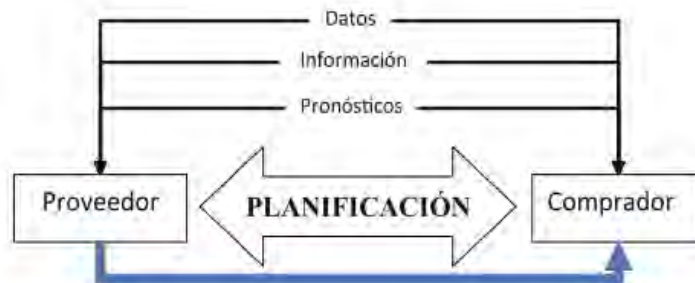 Datos
Información
Pronósticos
Proveedor
PLANIFICACIÓN
Comprador